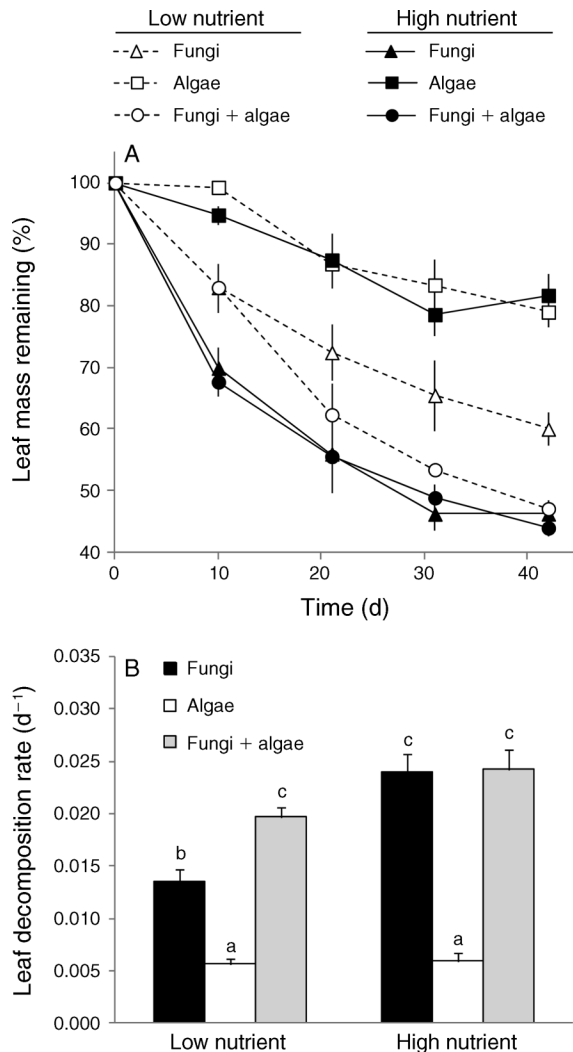 Low nutrient High nutrient
Fungi Fungi
Algae Algae
Fungi + algae Fungi + algae
A
100
90
80
70
60
50
40
Leaf mass remaining (%)
0 10 20 30 40
Time (d)
B
Fungi
Algae
Fungi + algae
0.035
0.030
0.025
0.020
0.015
0.010
0.005
0.000
Leaf decomposition rate (d⁻¹)
b a c c a c
Low nutrient High nutrient